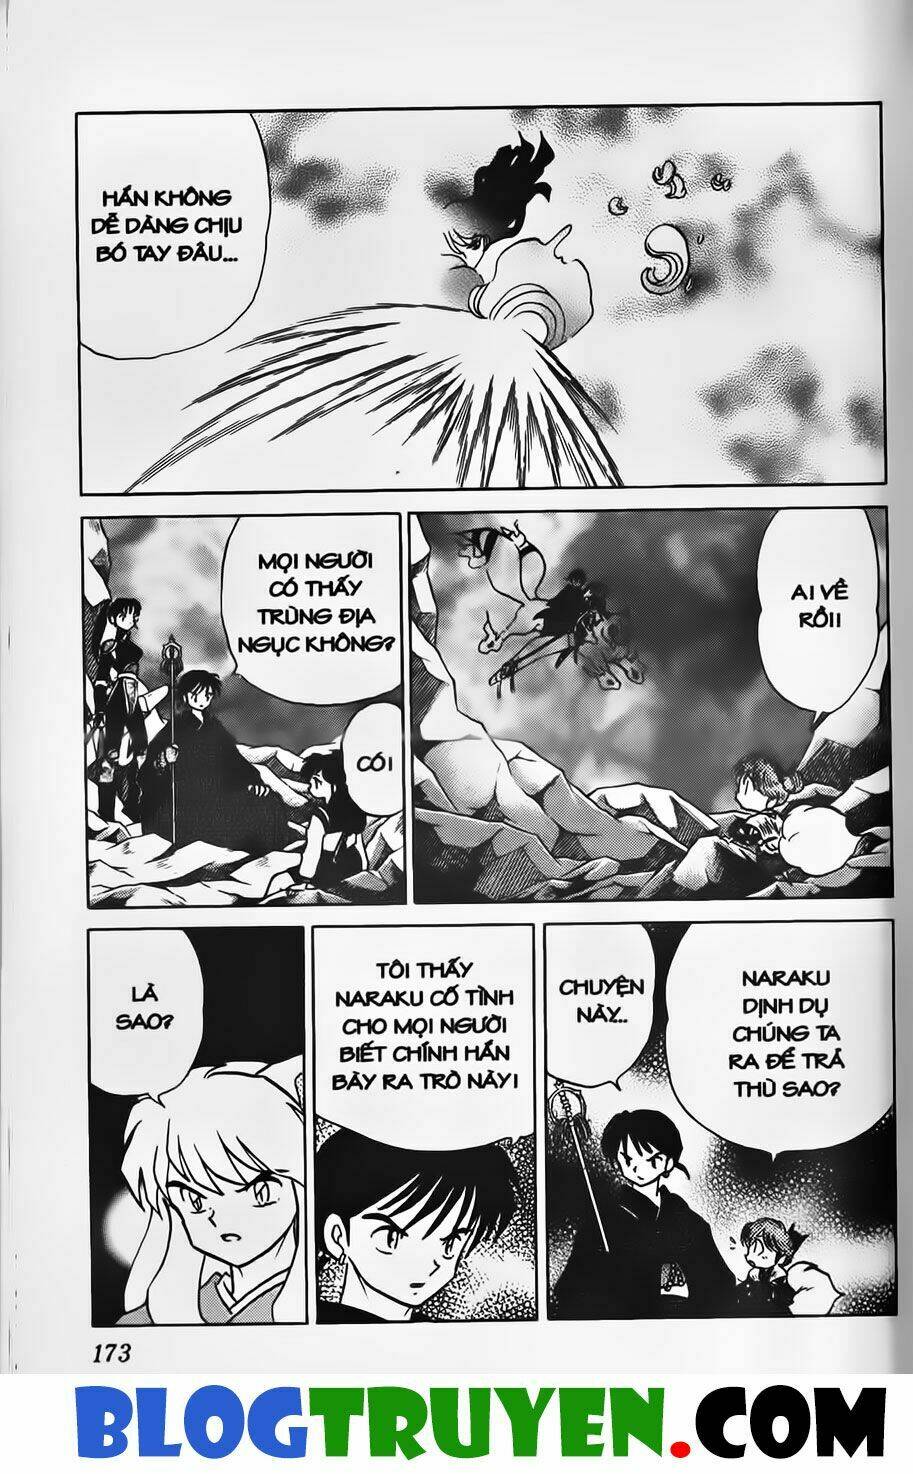 HẮN KHÔNG
DỄ DÀNG CHỊU
BÓ TAY ĐÂU...
AI VỀ
RỒI!
MỌI NGƯỜI
CÓ THẤY
TRÙNG ĐỊA
NGỤC KHÔNG?
CÓ!
NARAKU
DỊNH DỤ
CHÚNG TA
RA ĐỂ TRẢ
THÙ SAO?
CHUYỆN
NÀY...
TÔI THẤY
NARAKU CỐ TÌNH
CHO MỌI NGƯỜI
BIẾT CHÍNH HẮN
BÀY RA TRÒ NÀY!
LÀ
SAO?
173
BLOGTRUYEN.COM